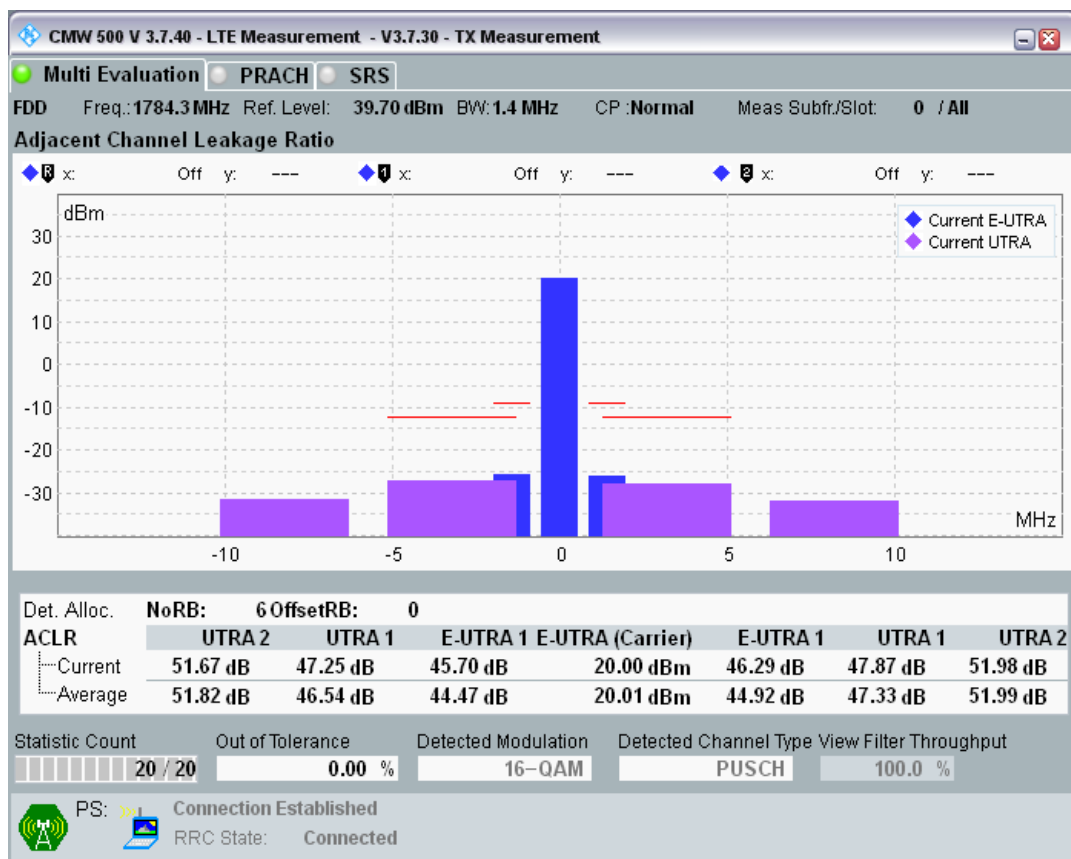 CMW 500 V 3.7.40 - LTE Measurement - V3.7.30 - TX Measurement
Multi Evaluation PRACH SRS
FDD Freq.: 1784.3 MHz Ref. Level: 39.70 dBm BW: 1.4 MHz CP :Normal Meas Subfr./Slot: 0 / All
Adjacent Channel Leakage Ratio
R x: Off y: --- 1 x: Off y: --- 2 x: Off y: ---
dBm
Current E-UTRA
Current UTRA
30
20
10
0
-10
-20
-30
MHz
-10 -5 0 5 10
Det. Alloc. NoRB: 6 OffsetRB: 0
ACLR UTRA 2 UTRA 1 E-UTRA 1 E-UTRA (Carrier) E-UTRA 1 UTRA 1 UTRA 2
Current 51.67 dB 47.25 dB 45.70 dB 20.00 dBm 46.29 dB 47.87 dB 51.98 dB
Average 51.82 dB 46.54 dB 44.47 dB 20.01 dBm 44.92 dB 47.33 dB 51.99 dB
Statistic Count Out of Tolerance Detected Modulation Detected Channel Type View Filter Throughput
20 / 20 0.00 % 16-QAM PUSCH 100.0 %
PS: Connection Established
RRC State: Connected